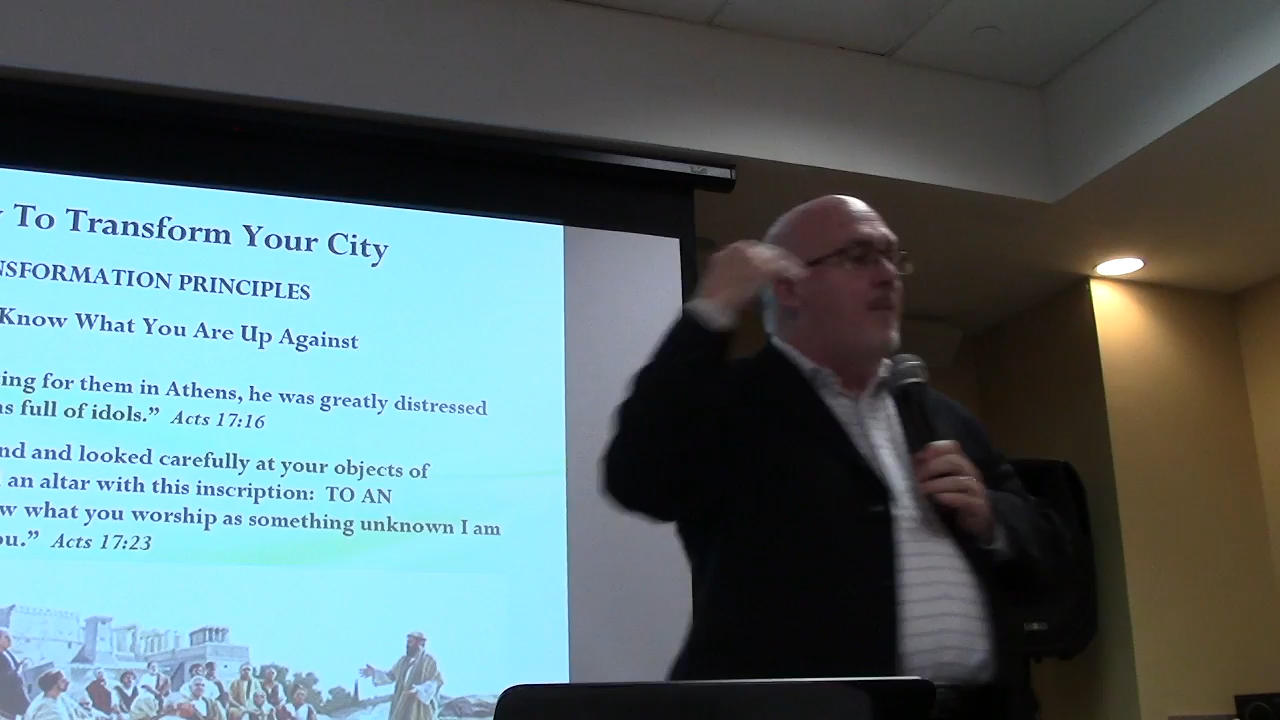 To Transform Your City
NSFORMATION PRINCIPLES
Know What You Are Up Against
ing for them in Athens, he was greatly distressed
s full of idols.” Acts 17:16
nd and looked carefully at your objects of
an altar with this inscription: TO AN
w what you worship as something unknown I am
ou.” Acts 17:23